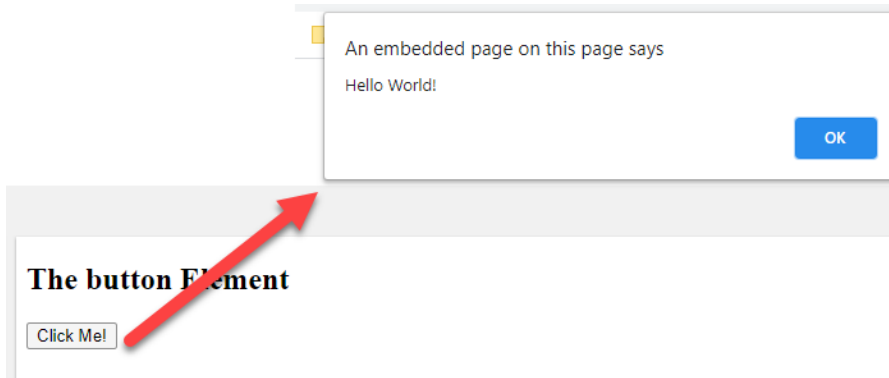 An embedded page on this page says
Hello World!
OK
The button Element
Click Me!